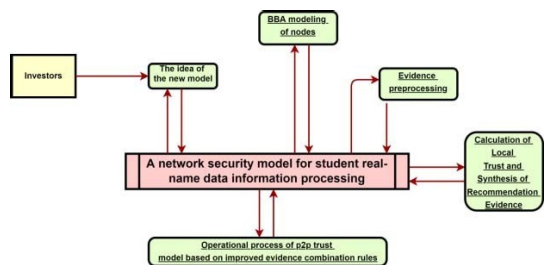 BBA modeling
of nodes
Investors
The idea of
the new model
Evidence
preprocessing
Calculation of
Local
Trust and
Synthesis of
Recommendation
Evidence
A network security model for student real-
name data information processing
Operational process of p2p trust
model based on improved evidence combination rules